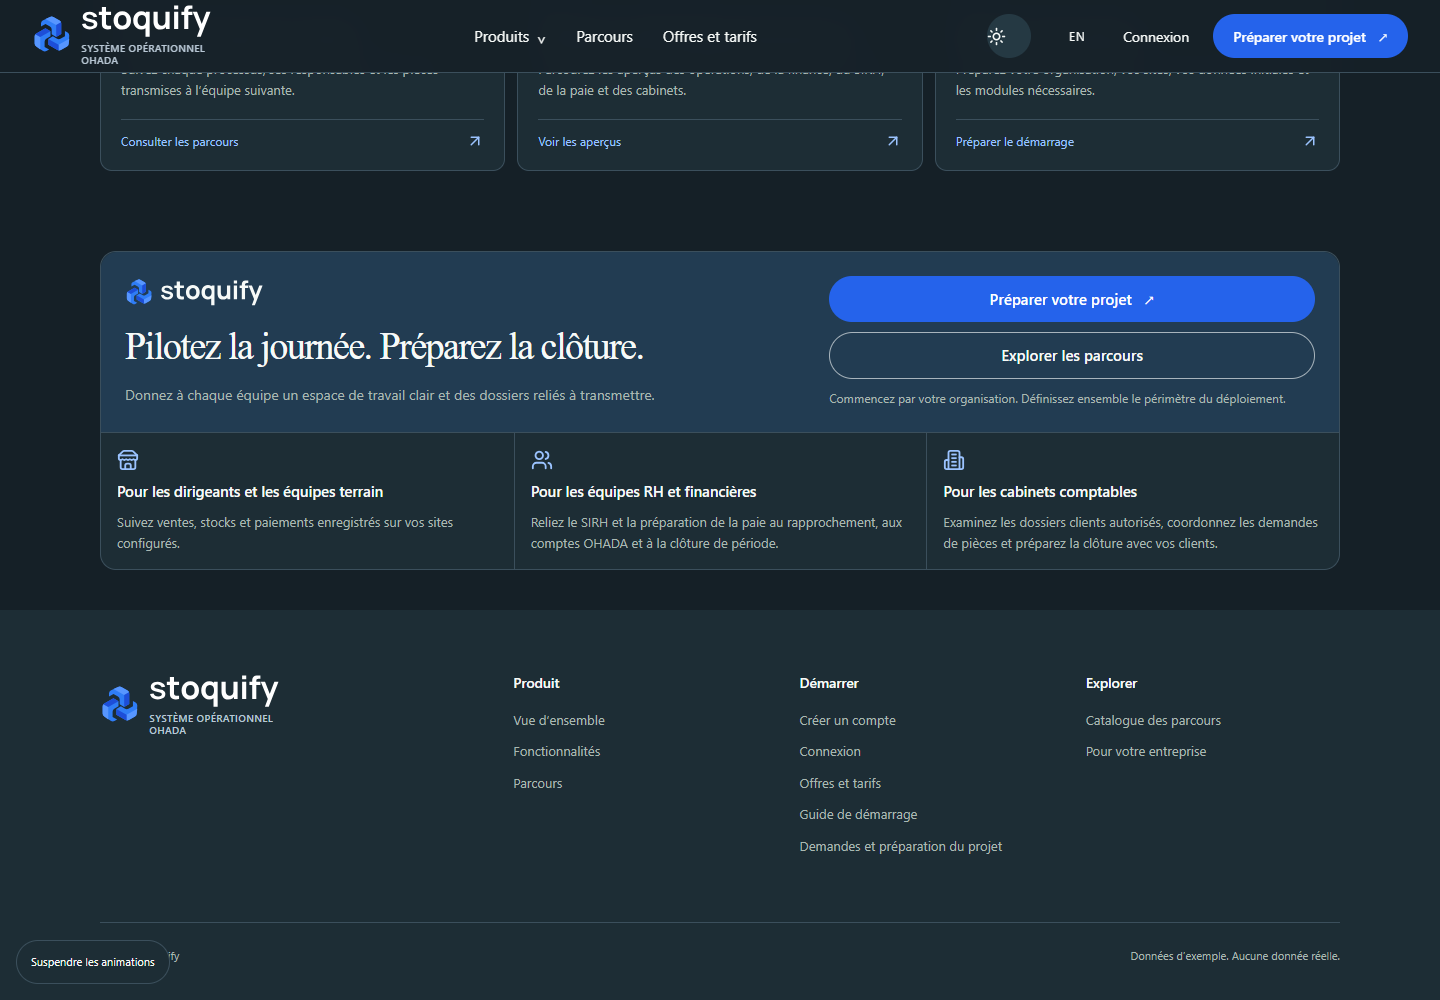 stoquify
SYSTÈME OPÉRATIONNEL
OHADA
Produits
Parcours
Offres et tarifs
EN
Connexion
Préparer votre projet
transmises à l’équipe suivante.
de la paie et des cabinets.
les modules nécessaires.
Consulter les parcours
Voir les aperçus
Préparer le démarrage
stoquify
Pilotez la journée. Préparez la clôture.
Donnez à chaque équipe un espace de travail clair et des dossiers reliés à transmettre.
Préparer votre projet
Explorer les parcours
Commencez par votre organisation. Définissez ensemble le périmètre du déploiement.
Pour les dirigeants et les équipes terrain
Suivez ventes, stocks et paiements enregistrés sur vos sites
configurés.
Pour les équipes RH et financières
Reliez le SIRH et la préparation de la paie au rapprochement, aux
comptes OHADA et à la clôture de période.
Pour les cabinets comptables
Examinez les dossiers clients autorisés, coordonnez les demandes
de pièces et préparez la clôture avec vos clients.
stoquify
SYSTÈME OPÉRATIONNEL
OHADA
Produit
Vue d’ensemble
Fonctionnalités
Parcours
Démarrer
Créer un compte
Connexion
Offres et tarifs
Guide de démarrage
Demandes et préparation du projet
Explorer
Catalogue des parcours
Pour votre entreprise
Suspendre les animations
Données d’exemple. Aucune donnée réelle.